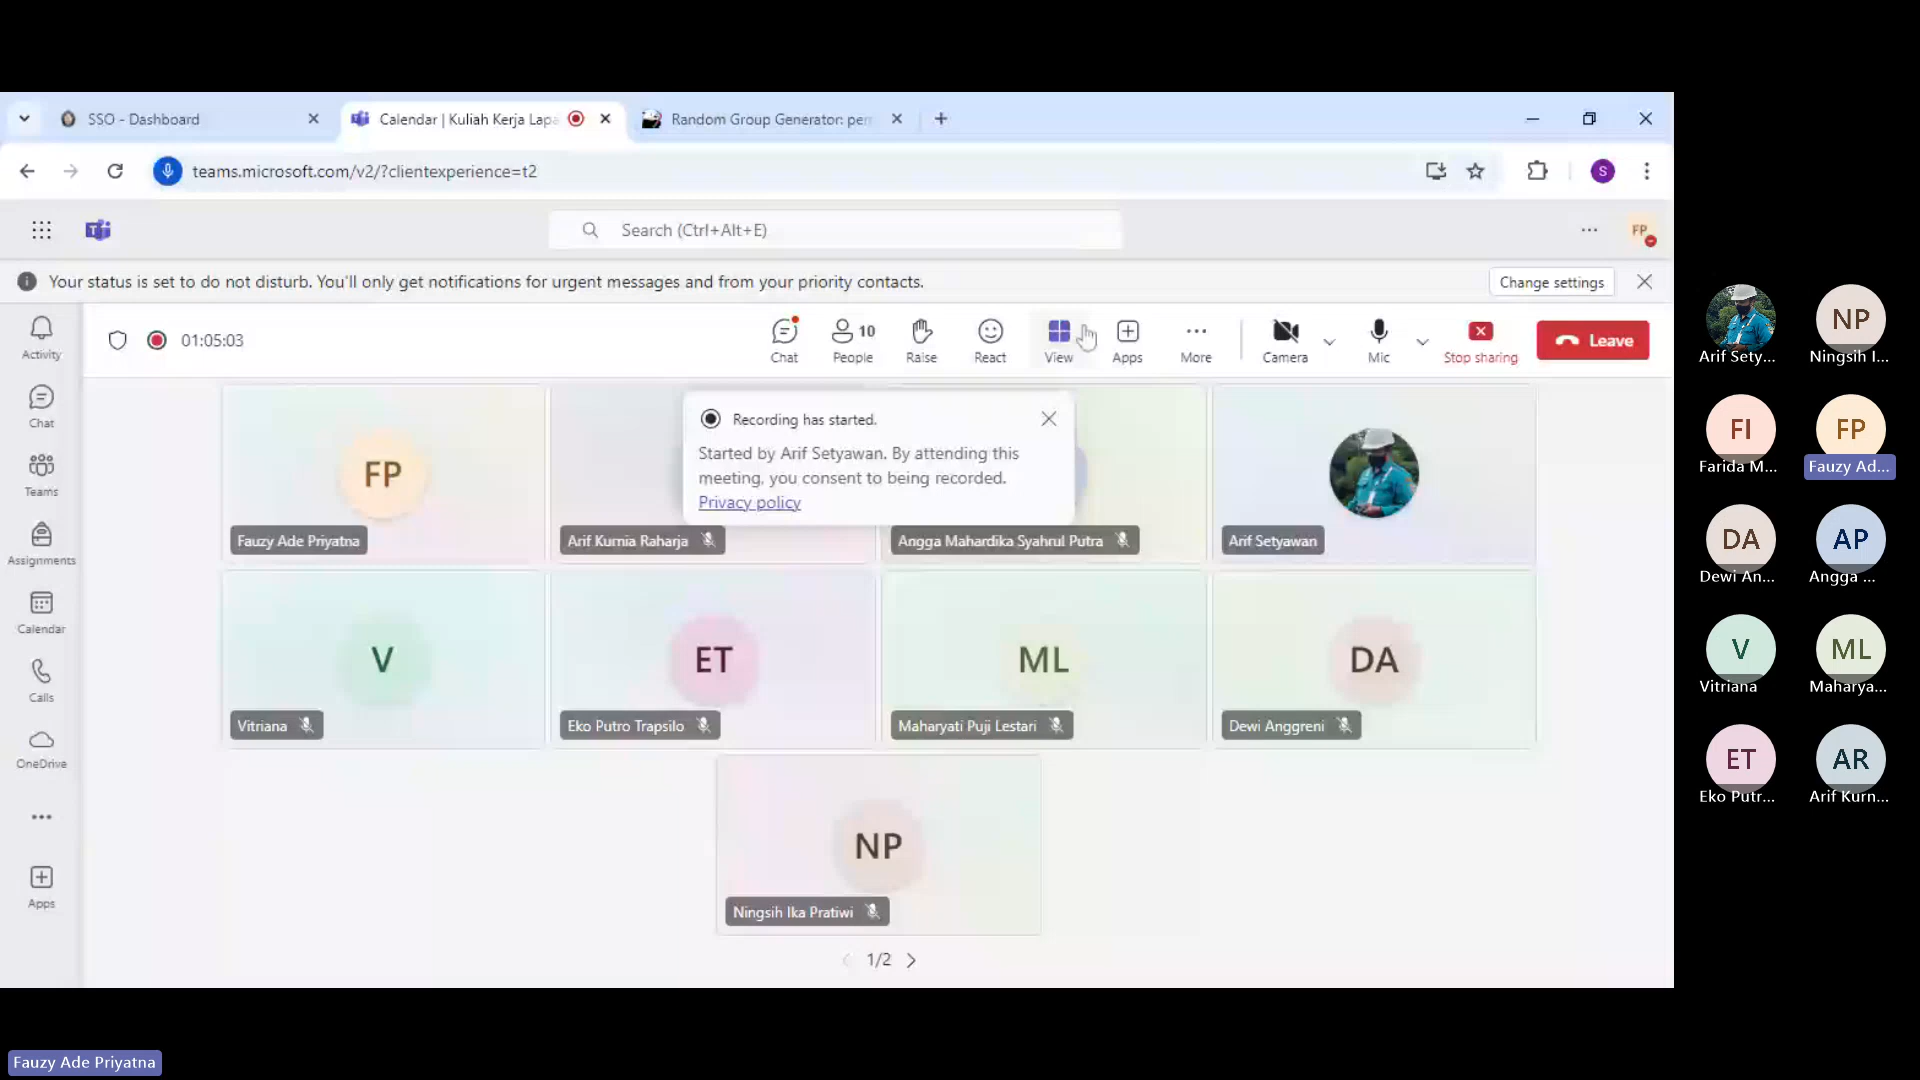 SSO - Dashboard
Calendar | Kuliah Kerja Lapa
Random Group Generator: per
teams.microsoft.com/v2/?clientexperience=t2
S
Search (Ctrl+Alt+E)
FP
Your status is set to do not disturb. You'll only get notifications for urgent messages and from your priority contacts.
Change settings
Activity
Chat
Teams
Assignments
Calendar
Calls
OneDrive
Apps
01:05:03
Chat
10
People
Raise
React
View
Apps
More
Camera
Mic
Stop sharing
Leave
Recording has started.
Started by Arif Setyawan. By attending this
meeting, you consent to being recorded.
Privacy policy
FP
Fauzy Ade Priyatna
Arif Kurnia Raharja
Angga Mahardika Syahrul Putra
Arif Setyawan
V
Vitriana
ET
Eko Putro Trapsilo
ML
Maharyati Puji Lestari
DA
Dewi Anggreni
NP
Ningsih Ika Pratiwi
1/2
Arif Sety...
NP
Ningsih I...
FI
Farida M...
FP
Fauzy Ad...
DA
Dewi An...
AP
Angga ...
V
Vitriana
ML
Maharya...
ET
Eko Putr...
AR
Arif Kurn...
Fauzy Ade Priyatna